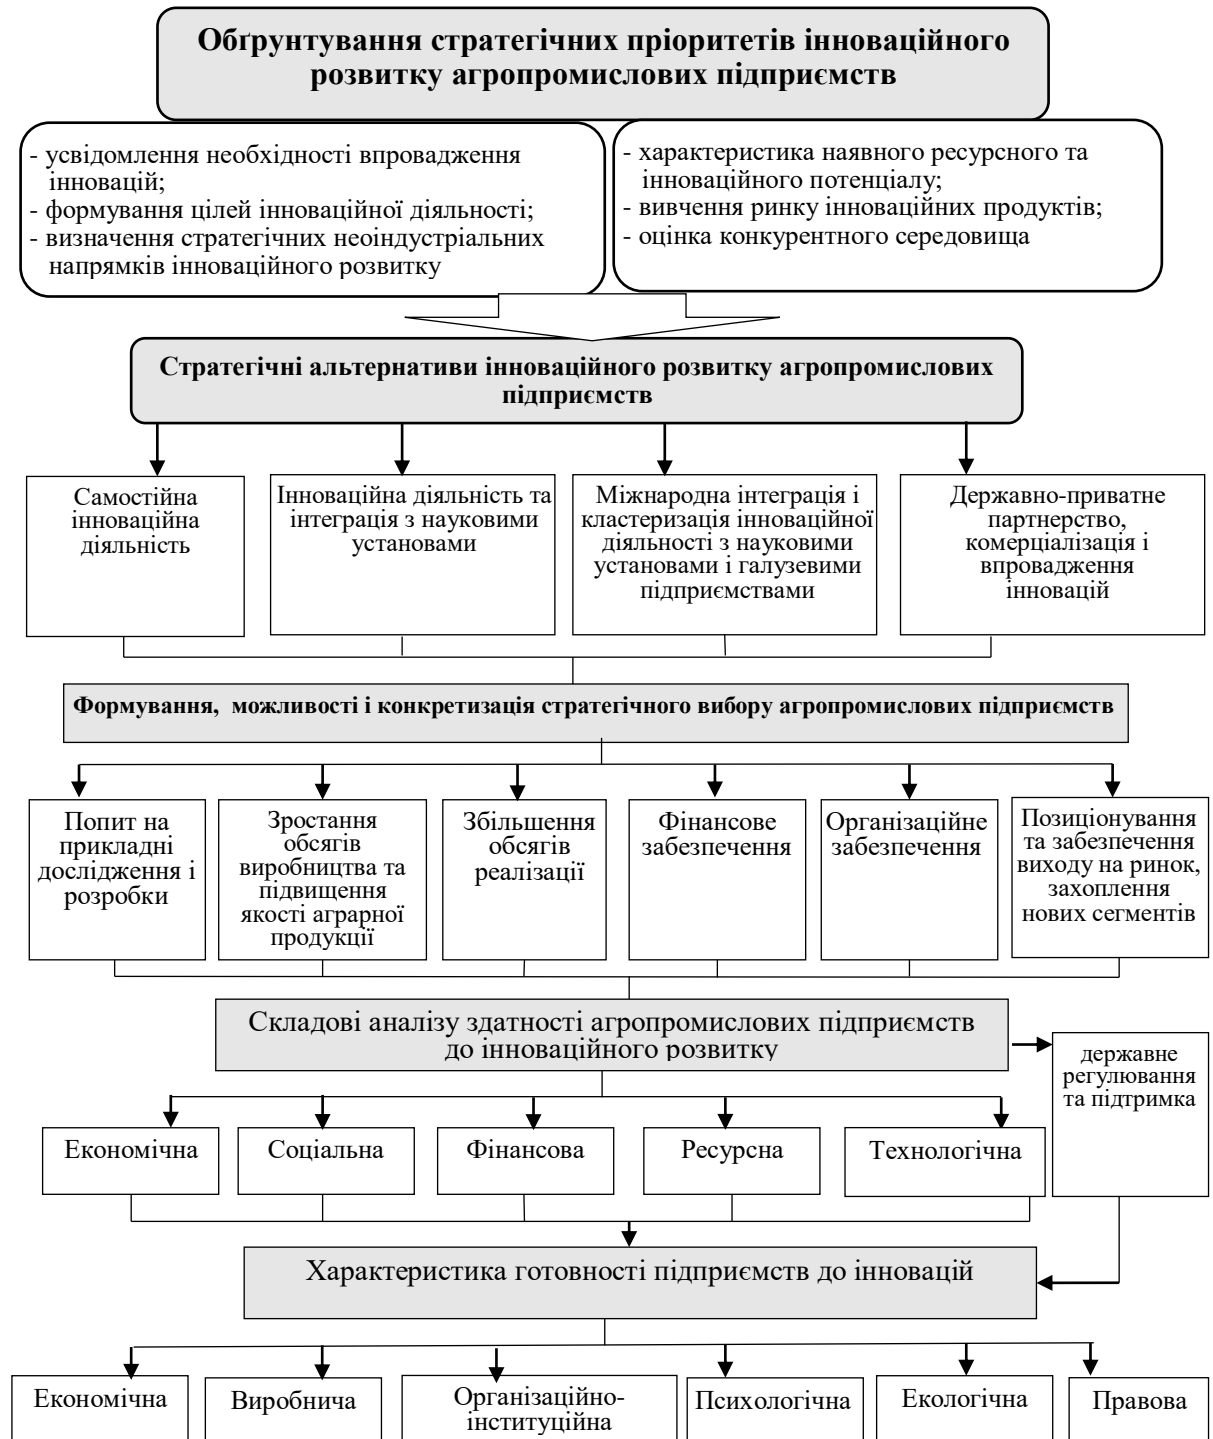 Обґрунтування стратегічних пріоритетів інноваційного
розвитку агропромислових підприємств
- усвідомлення необхідності впровадження
інновацій;
- формування цілей інноваційної діяльності;
- визначення стратегічних неоіндустріальних
напрямків інноваційного розвитку
- характеристика наявного ресурсного та
інноваційного потенціалу;
- вивчення ринку інноваційних продуктів;
- оцінка конкурентного середовища
Стратегічні альтернативи інноваційного розвитку агропромислових
підприємств
Самостійна
інноваційна
діяльність
Інноваційна діяльність та
інтеграція з науковими
установами
Міжнародна інтеграція і
кластеризація інноваційної
діяльності з науковими
установами і галузевими
підприємствами
Державно-приватне
партнерство,
комерціалізація і
впровадження
інновацій
Формування, можливості і конкретизація стратегічного вибору агропромислових підприємств
Попит на
прикладні
дослідження і
розробки
Зростання
обсягів
виробництва та
підвищення
якості аграрної
продукції
Збільшення
обсягів
реалізації
Фінансове
забезпечення
Організаційне
забезпечення
Позиціонування
та забезпечення
виходу на ринок,
захоплення
нових сегментів
Складові аналізу здатності агропромислових підприємств
до інноваційного розвитку
державне
регулювання
та підтримка
Економічна
Соціальна
Фінансова
Ресурсна
Технологічна
Характеристика готовності підприємств до інновацій
Економічна
Виробнича
Організаційно-
інституційна
Психологічна
Екологічна
Правова